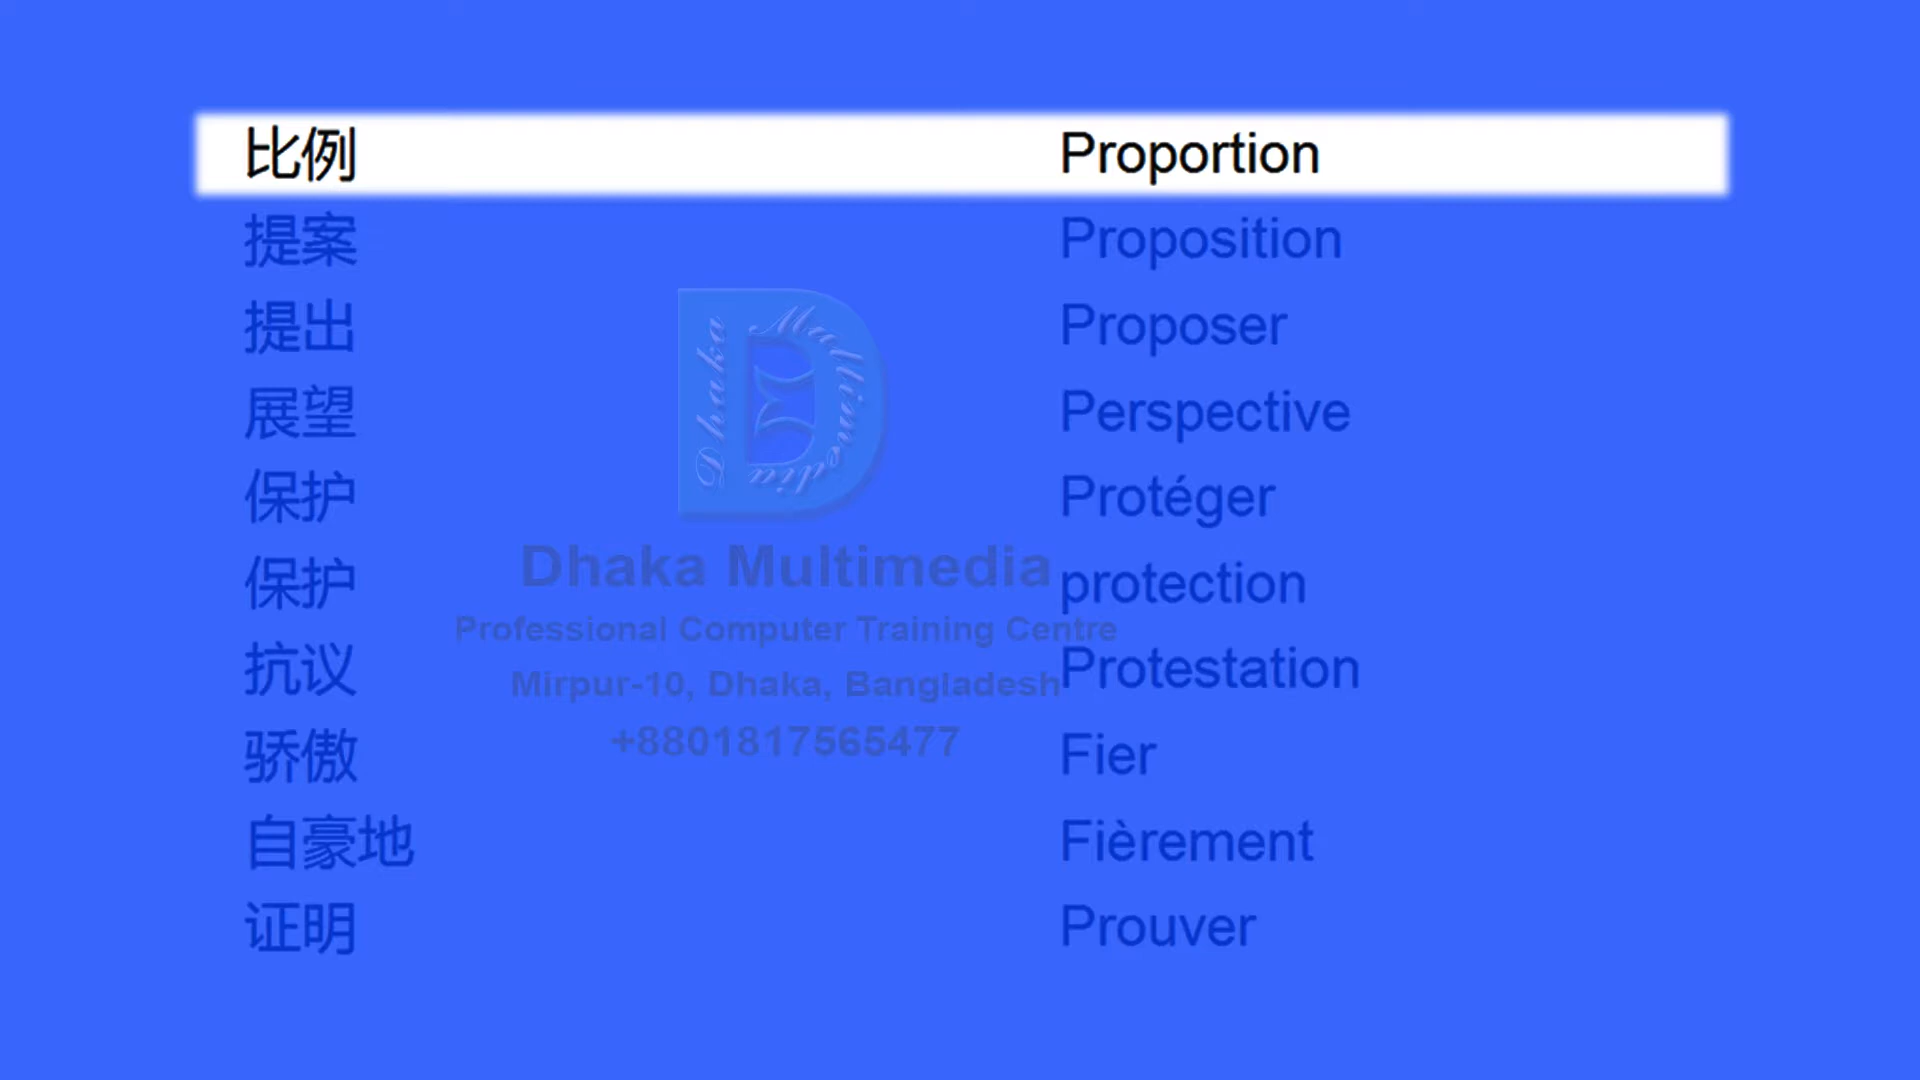 比例 Proportion
提案 Proposition
提出 Proposer
展望 Perspective
保护 Protéger
保护 protection
抗议 Protestation
骄傲 Fier
自豪地 Fièrement
证明 Prouver
Dhaka Multimedia
Dhaka Multimedia
Professional Computer Training Centre
Mirpur-10, Dhaka, Bangladesh
+8801817565477